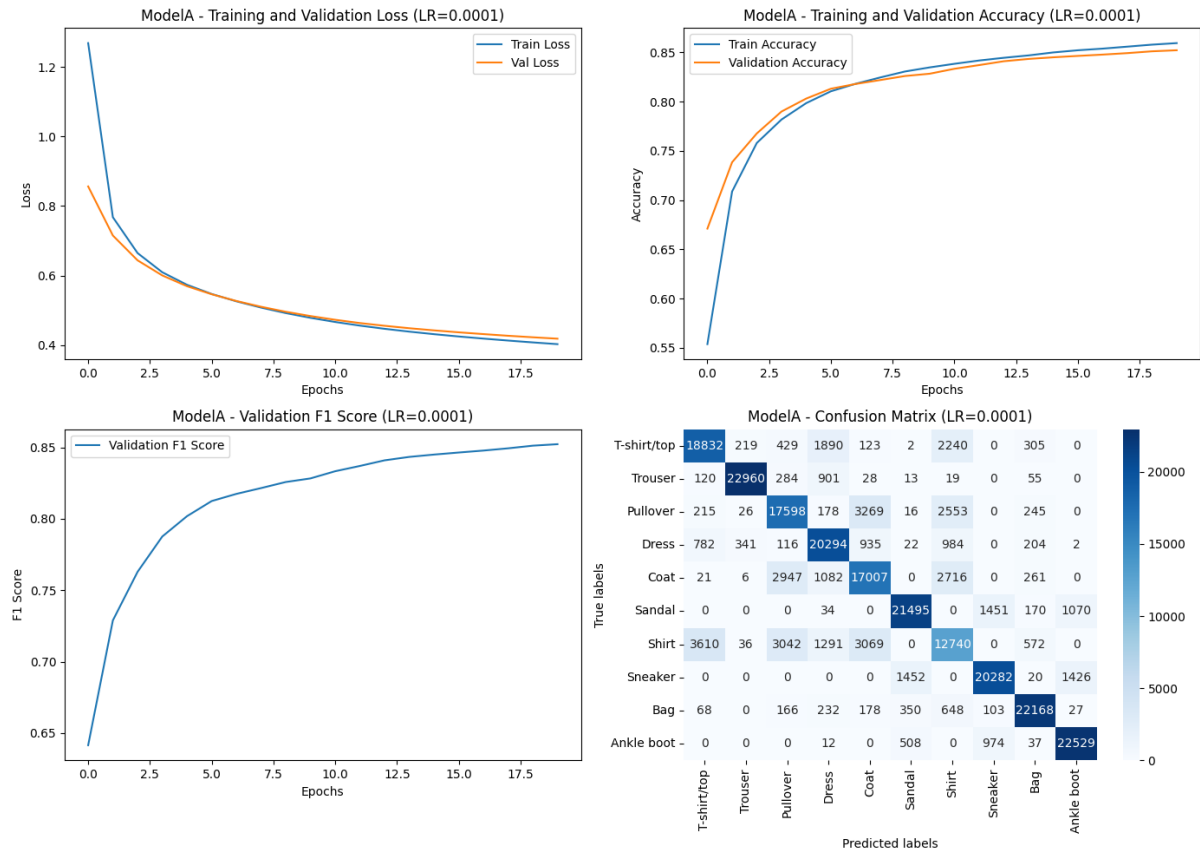 ModelA - Training and Validation Loss (LR=0.0001)
Train Loss
Val Loss
1.2
1.0
0.8
0.6
0.4
Loss
0.0 2.5 5.0 7.5 10.0 12.5 15.0 17.5
Epochs
ModelA - Training and Validation Accuracy (LR=0.0001)
Train Accuracy
Validation Accuracy
0.85
0.80
0.75
0.70
0.65
0.60
0.55
Accuracy
0.0 2.5 5.0 7.5 10.0 12.5 15.0 17.5
Epochs
ModelA - Validation F1 Score (LR=0.0001)
Validation F1 Score
0.85
0.80
0.75
0.70
0.65
F1 Score
0.0 2.5 5.0 7.5 10.0 12.5 15.0 17.5
Epochs
ModelA - Confusion Matrix (LR=0.0001)
True labels
T-shirt/top 18832 219 429 1890 123 2 2240 0 305 0
Trouser 120 22960 284 901 28 13 19 0 55 0
Pullover 215 26 17598 178 3269 16 2553 0 245 0
Dress 782 341 116 20294 935 22 984 0 204 2
Coat 21 6 2947 1082 17007 0 2716 0 261 0
Sandal 0 0 0 34 0 21495 0 1451 170 1070
Shirt 3610 36 3042 1291 3069 0 12740 0 572 0
Sneaker 0 0 0 0 0 1452 0 20282 20 1426
Bag 68 0 166 232 178 350 648 103 22168 27
Ankle boot 0 0 0 12 0 508 0 974 37 22529
T-shirt/top Trouser Pullover Dress Coat Sandal Shirt Sneaker Bag Ankle boot
Predicted labels
20000
15000
10000
5000
0